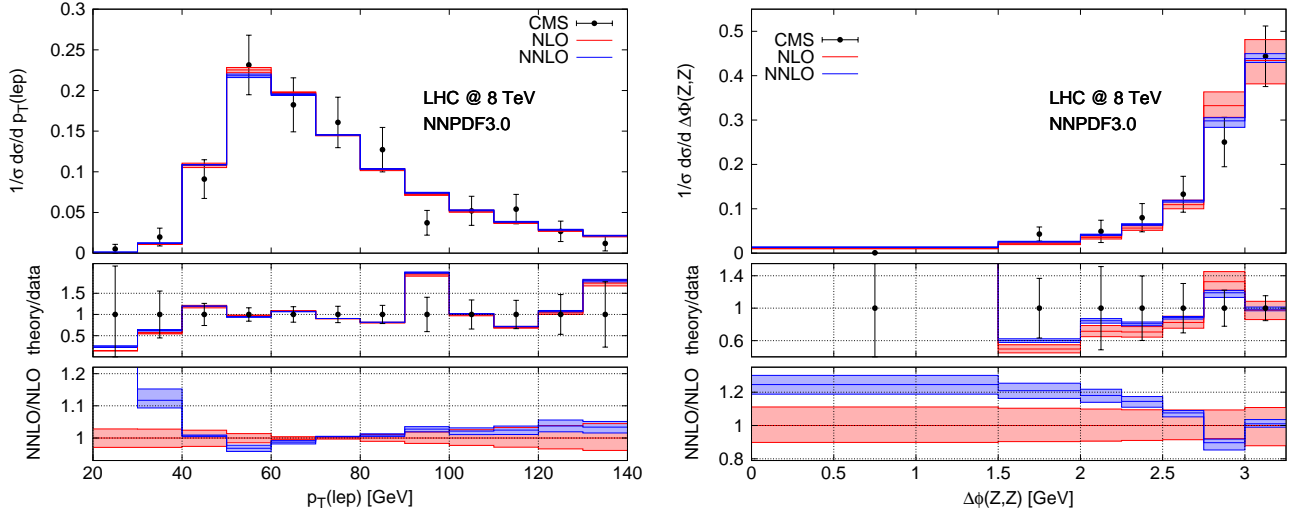 0.3
0.25
0.2
0.15
0.1
0.05
0
1/σ dσ/d p_T(lep)
CMS
NLO
NNLO
LHC @ 8 TeV
NNPDF3.0
1.5
1
0.5
theory/data
1.2
1.1
1
NNLO/NLO
20 40 60 80 100 120 140
p_T(lep) [GeV]
0.5
0.4
0.3
0.2
0.1
0
1/σ dσ/d ΔΦ(Z,Z)
CMS
NLO
NNLO
LHC @ 8 TeV
NNPDF3.0
1.4
1
0.6
theory/data
1.4
1.2
1
0.8
NNLO/NLO
0 0.5 1 1.5 2 2.5 3
Δϕ(Z,Z) [GeV]